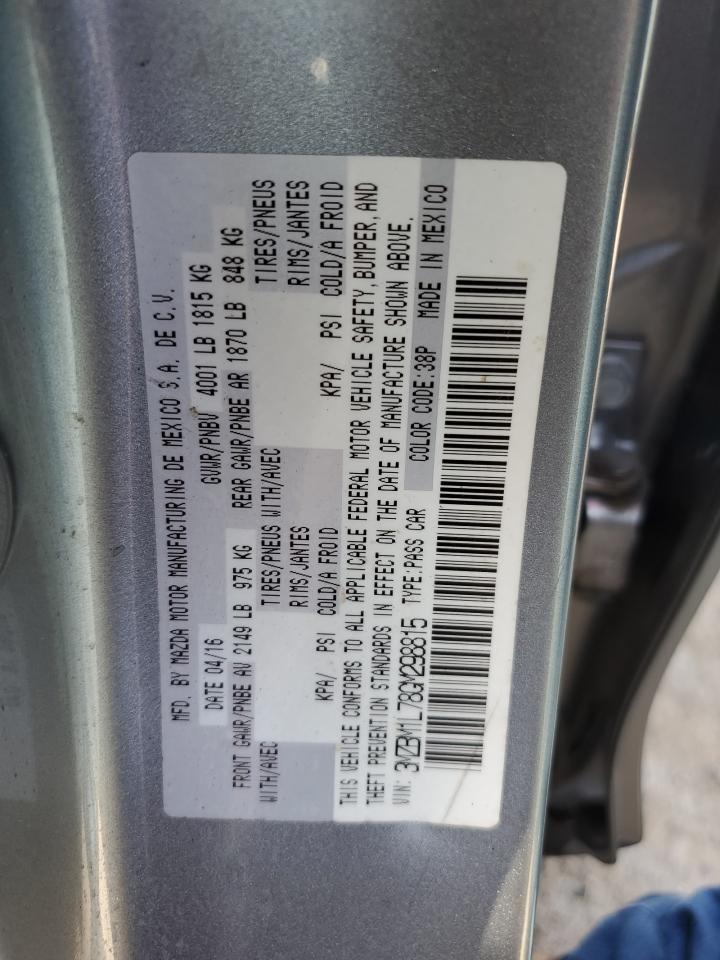 MFD. BY MAZDA MOTOR MANUFACTURING DE MEXICO S.A. DE C.V.
DATE 04/16 GVWR/PNBV 4001 LB 1815 KG
FRONT GAWR/PNBE AV 2149 LB 975 KG REAR GAWR/PNBE AR 1870 LB 848 KG
WITH/AVEC TIRES/PNEUS WITH/AVEC TIRES/PNEUS
RIMS/JANTES RIMS/JANTES
KPA/ PSI COLD/A FROID KPA/ PSI COLD/A FROID
THIS VEHICLE CONFORMS TO ALL APPLICABLE FEDERAL MOTOR VEHICLE SAFETY, BUMPER, AND
THEFT PREVENTION STANDARDS IN EFFECT ON THE DATE OF MANUFACTURE SHOWN ABOVE.
VIN: 3MZBM1L78GM298815 TYPE:PASS CAR COLOR CODE:38P MADE IN MEXICO